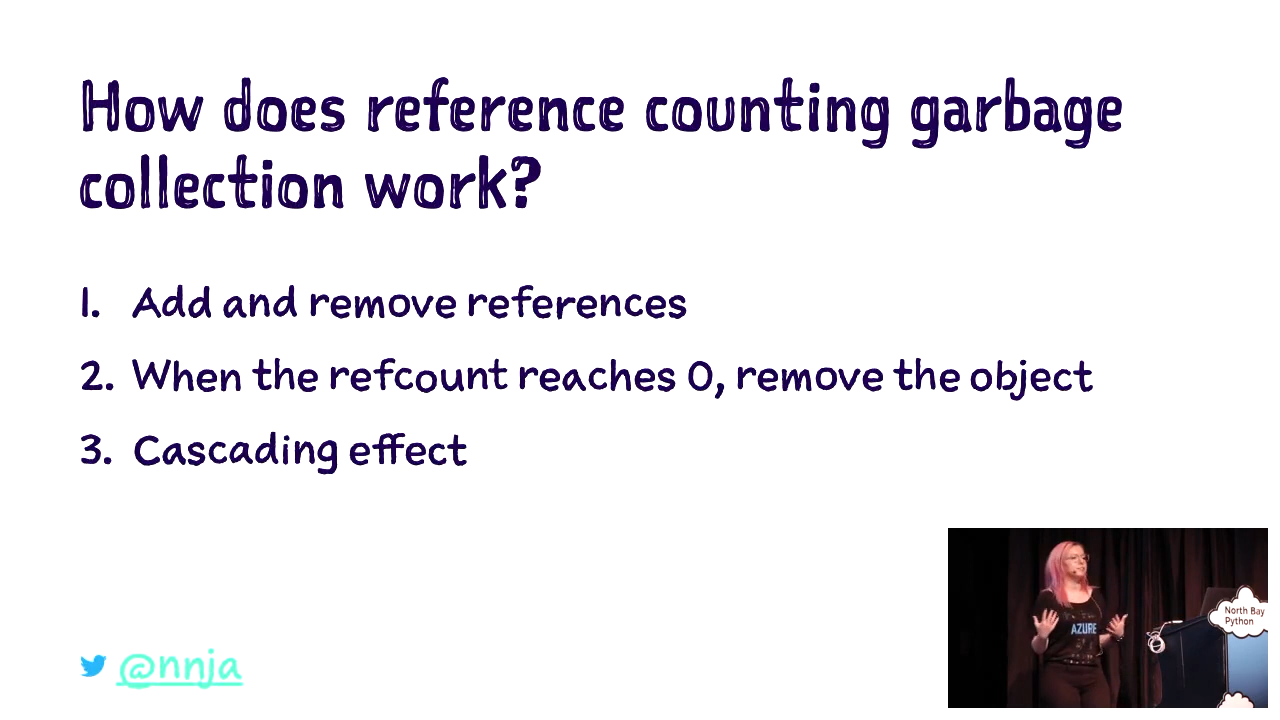 How does reference counting garbage
collection work?
1. Add and remove references
2. When the refcount reaches 0, remove the object
3. Cascading effect
@nnja
AZURE
North Bay
Python